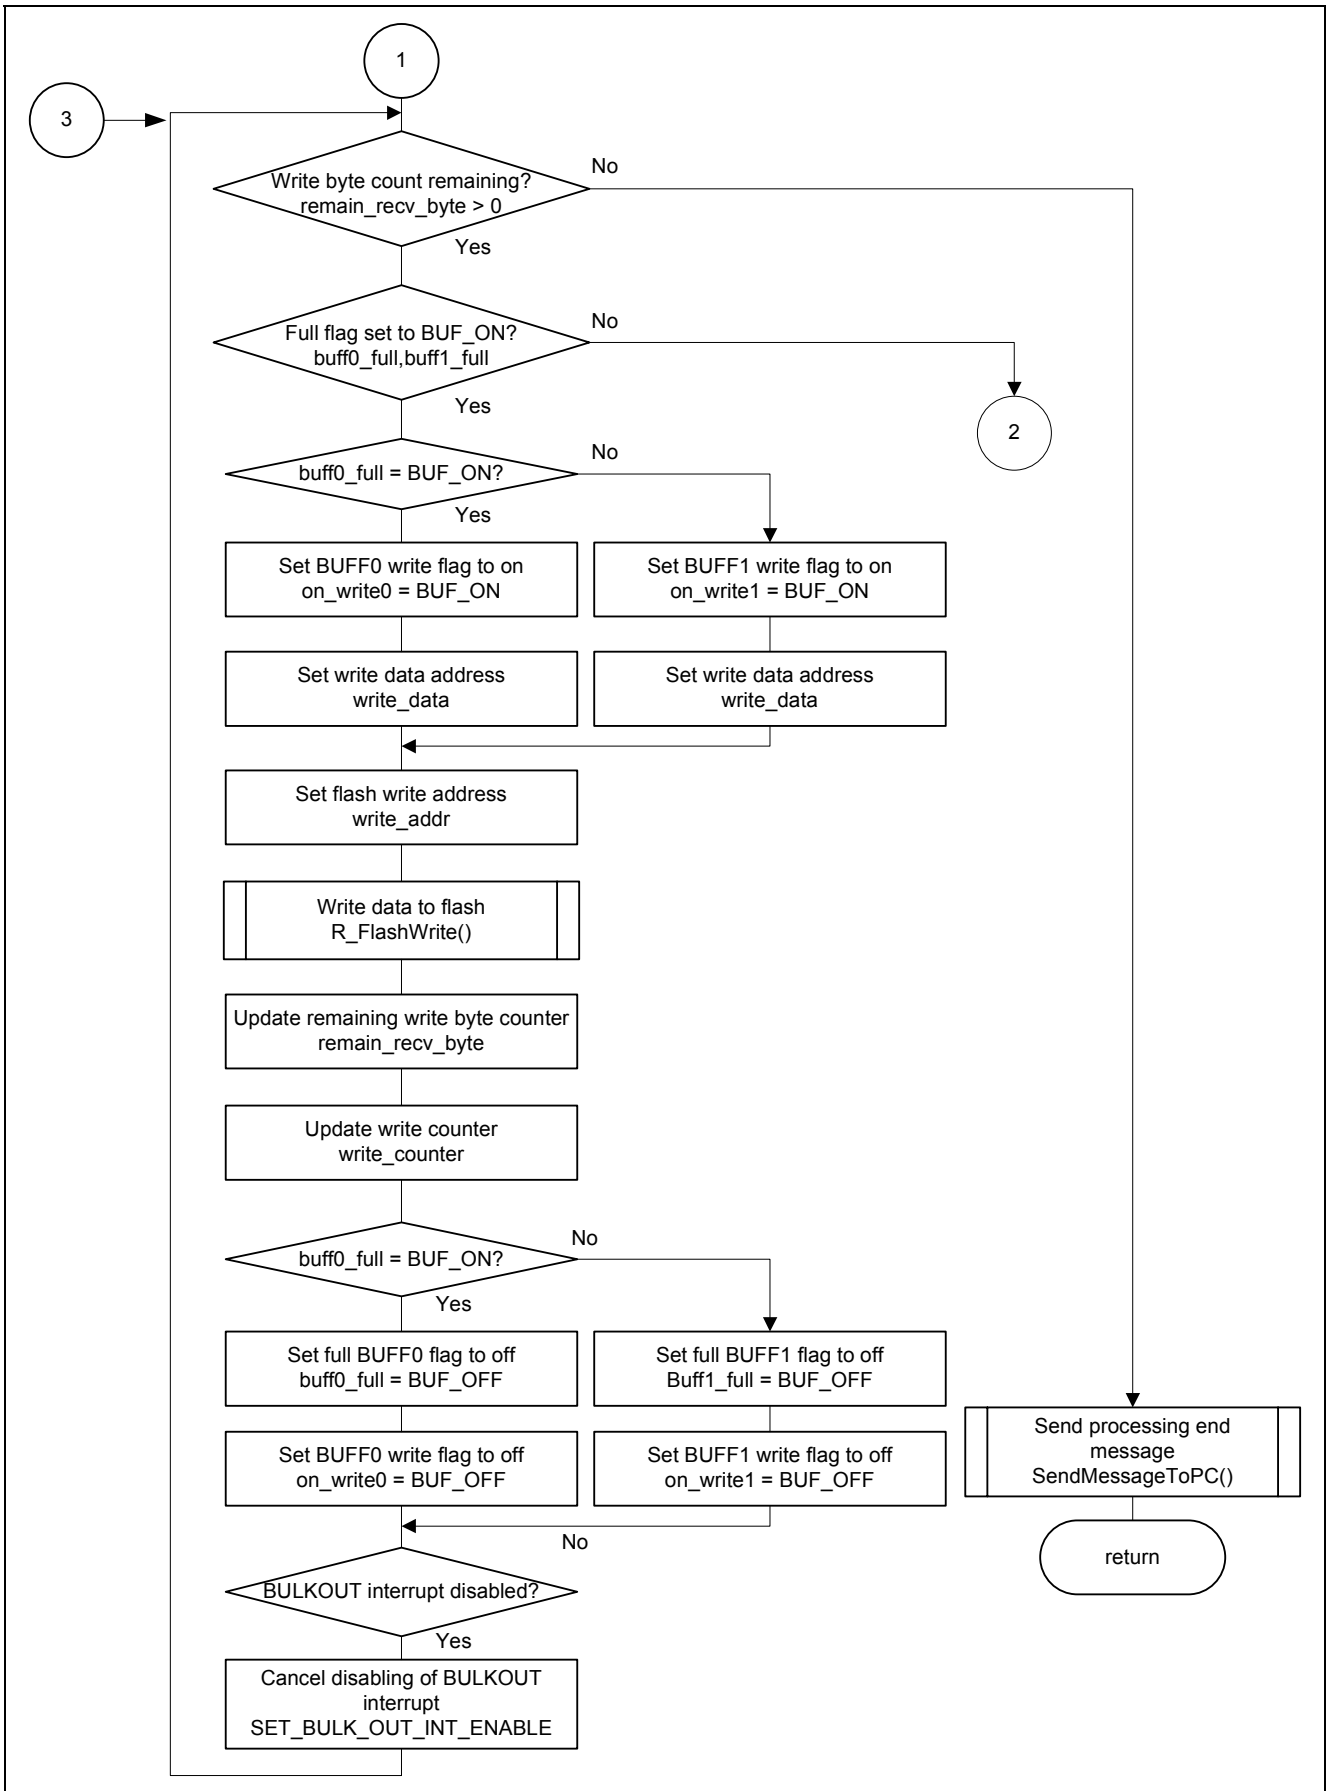 1
3
No
Write byte count remaining?
remain_recv_byte > 0
Yes
No
Full flag set to BUF_ON?
buff0_full,buff1_full
Yes
2
No
buff0_full = BUF_ON?
Yes
Set BUFF0 write flag to on
on_write0 = BUF_ON
Set BUFF1 write flag to on
on_write1 = BUF_ON
Set write data address
write_data
Set write data address
write_data
Set flash write address
write_addr
Write data to flash
R_FlashWrite()
Update remaining write byte counter
remain_recv_byte
Update write counter
write_counter
No
buff0_full = BUF_ON?
Yes
Set full BUFF0 flag to off
buff0_full = BUF_OFF
Set full BUFF1 flag to off
Buff1_full = BUF_OFF
Set BUFF0 write flag to off
on_write0 = BUF_OFF
Set BUFF1 write flag to off
on_write1 = BUF_OFF
Send processing end
message
SendMessageToPC()
No
return
BULKOUT interrupt disabled?
Yes
Cancel disabling of BULKOUT
interrupt
SET_BULK_OUT_INT_ENABLE